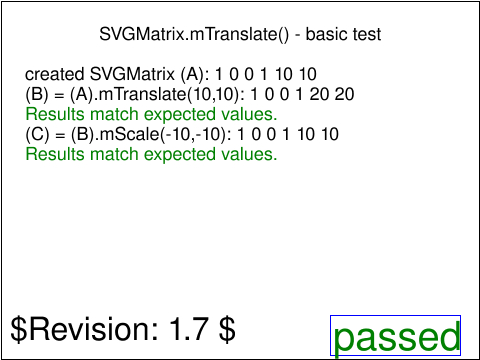 SVGMatrix.mTranslate() - basic test
created SVGMatrix (A): 1 0 0 1 10 10
(B) = (A).mTranslate(10,10): 1 0 0 1 20 20
Results match expected values.
(C) = (B).mScale(-10,-10): 1 0 0 1 10 10
Results match expected values.
$Revision: 1.7 $
passed